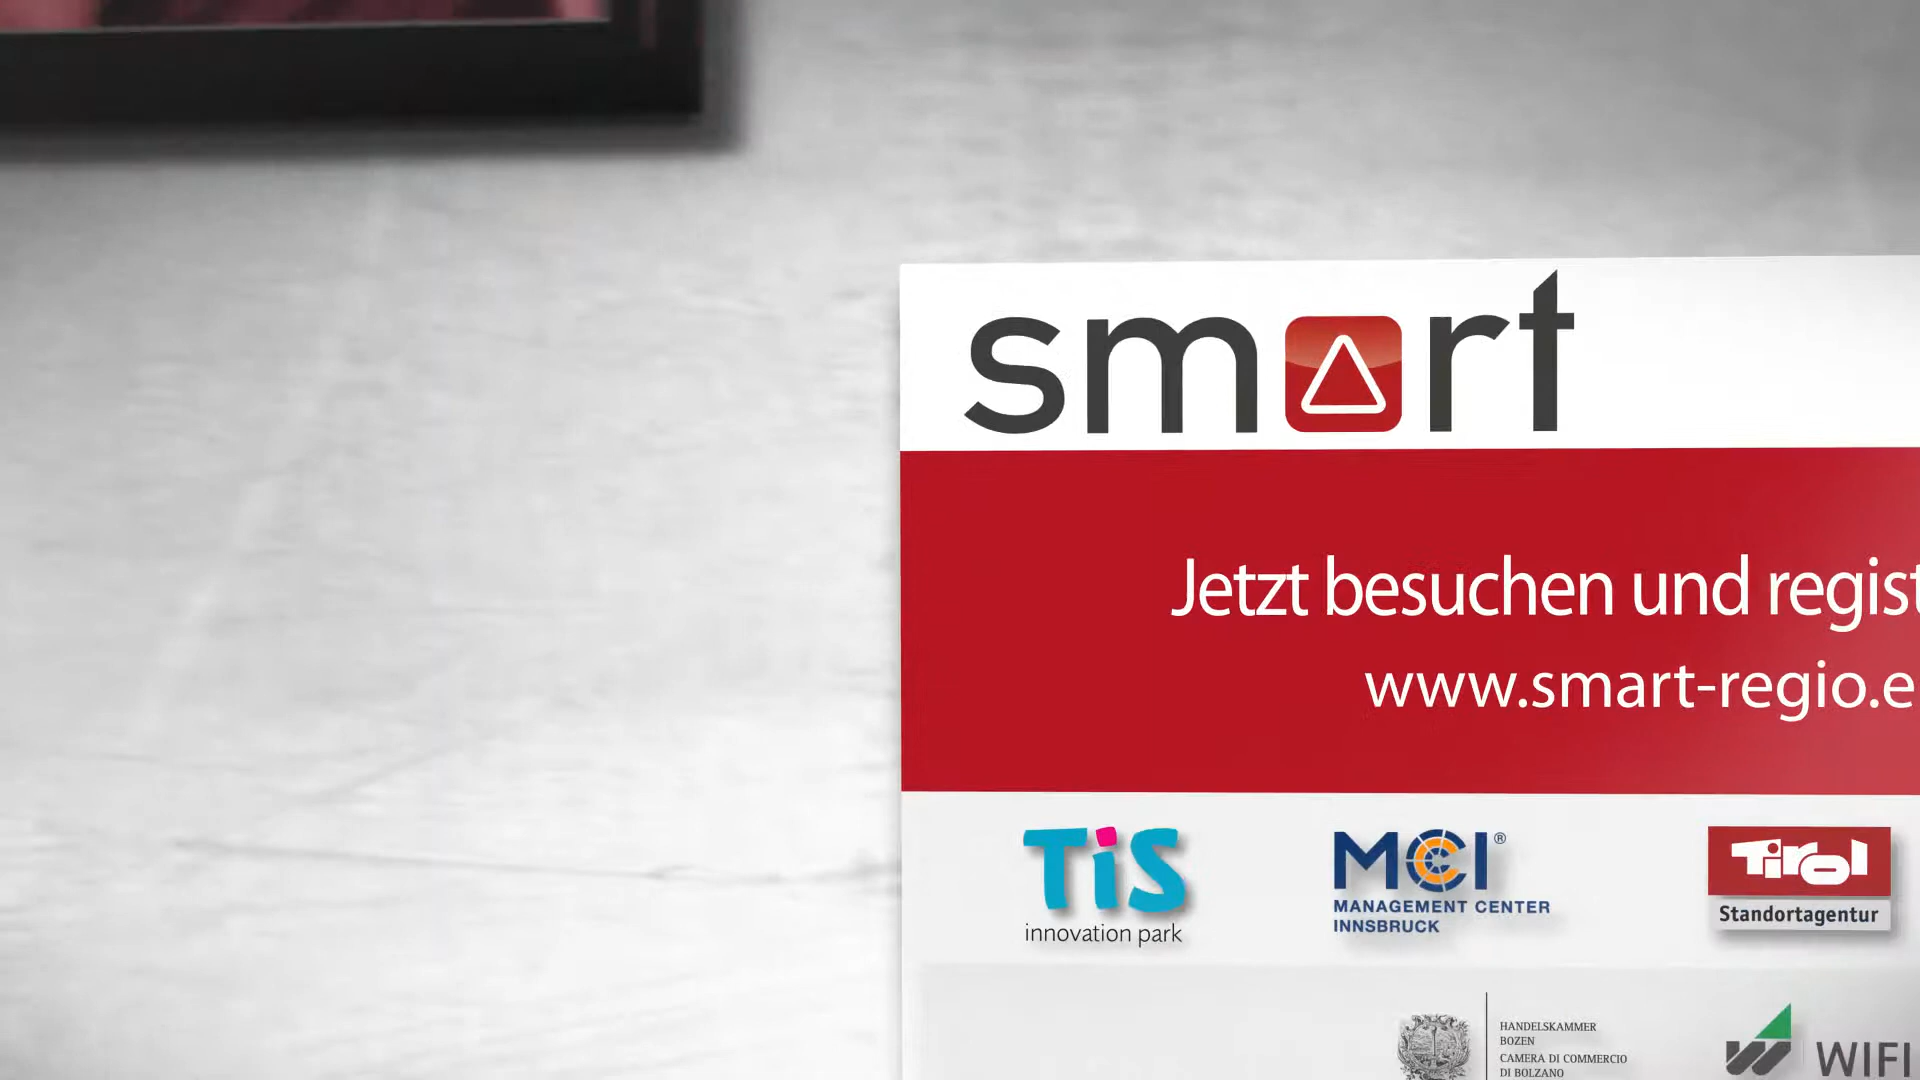 smart
Jetzt besuchen und regist
www.smart-regio.e
TiS
innovation park
MCI®
MANAGEMENT CENTER
INNSBRUCK
Tirol
Standortagentur
HANDELSKAMMER
BOZEN
CAMERA DI COMMERCIO
DI BOLZANO
WIFI